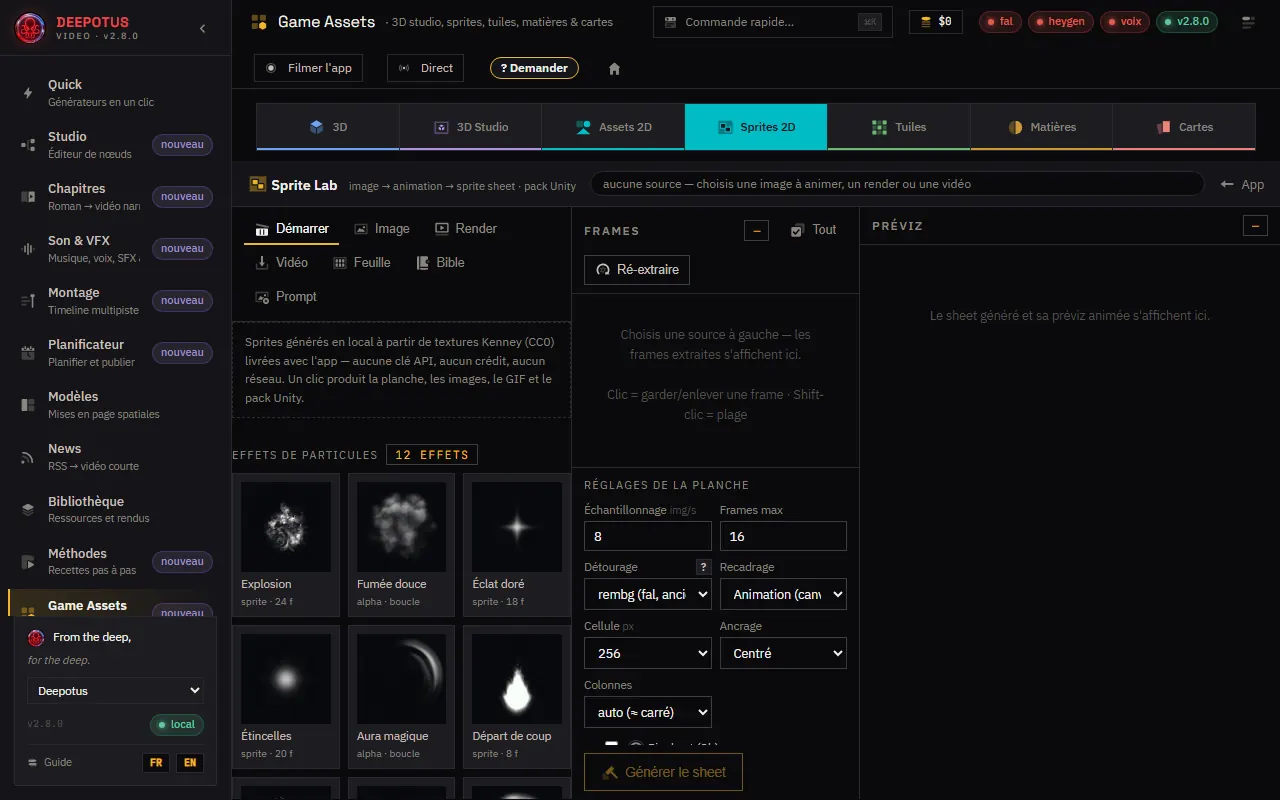 DEEPOTUS
VIDEO · v2.8.0
Game Assets · 3D studio, sprites, tuiles, matières & cartes
Commande rapide...
$0
fal
heygen
voix
v2.8.0
Filmer l'app
Direct
? Demander
3D
3D Studio
Assets 2D
Sprites 2D
Tuiles
Matières
Cartes
Sprite Lab image → animation → sprite sheet · pack Unity
aucune source — choisis une image à animer, un render ou une vidéo
← App
Quick
Générateurs en un clic
Studio
Éditeur de nœuds
nouveau
Chapitres
Roman → vidéo nar
nouveau
Son & VFX
Musique, voix, SFX
nouveau
Montage
Timeline multipiste
nouveau
Planificateur
Planifier et publier
nouveau
Modèles
Mises en page spatiales
News
RSS → vidéo courte
Bibliothèque
Ressources et rendus
Méthodes
Recettes pas à pas
nouveau
Game Assets
nouveau
From the deep,
for the deep.
Deepotus
v2.8.0
local
Guide
FR
EN
Démarrer
Image
Render
Vidéo
Feuille
Bible
Prompt
Sprites générés en local à partir de textures Kenney (CC0)
livrées avec l'app — aucune clé API, aucun crédit, aucun
réseau. Un clic produit la planche, les images, le GIF et le
pack Unity.
EFFETS DE PARTICULES
12 EFFETS
Explosion
sprite · 24 f
Fumée douce
alpha · boucle
Éclat doré
sprite · 18 f
Étincelles
sprite · 20 f
Aura magique
alpha · boucle
Départ de coup
sprite · 8 f
FRAMES
–
Tout
Ré-extraire
Choisis une source à gauche — les
frames extraites s'affichent ici.
Clic = garder/enlever une frame · Shift-
clic = plage
RÉGLAGES DE LA PLANCHE
Échantillonnage img/s
8
Frames max
16
Détourage
?
rembg (fal, anci
Recadrage
Animation (can
Cellule px
256
Ancrage
Centré
Colonnes
auto (≈ carré)
Générer le sheet
PRÉVIZ
–
Le sheet généré et sa préviz animée s'affichent ici.